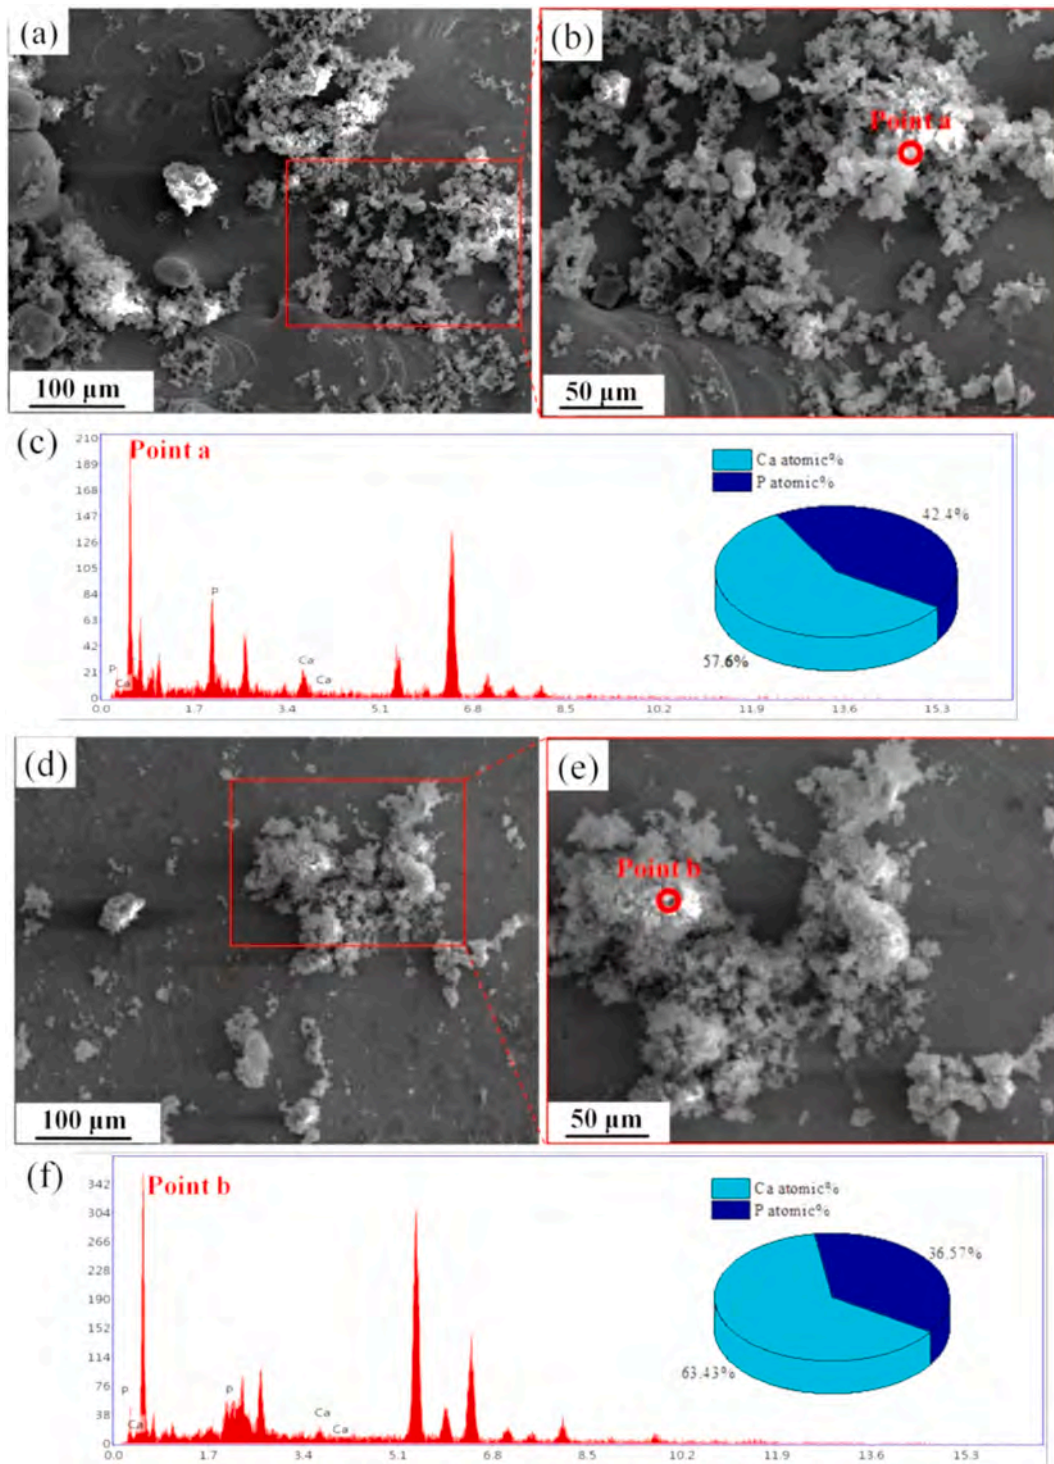 (a)
(b)
Point a
100 μm
50 μm
(c)
Point a
210
189
168
147
126
105
84
63
42
21
0
P
Ca
P
Ca
Ca
0.0 1.7 3.4 5.1 6.8 8.5 10.2 11.9 13.6 15.3
Ca atomic%
P atomic%
42.4%
57.6%
(d)
(e)
Point b
100 μm
50 μm
(f)
Point b
342
304
266
228
190
152
114
76
38
0
P
Ca
P
Ca
Ca
0.0 1.7 3.4 5.1 6.8 8.5 10.2 11.9 13.6 15.3
Ca atomic%
P atomic%
36.57%
63.43%